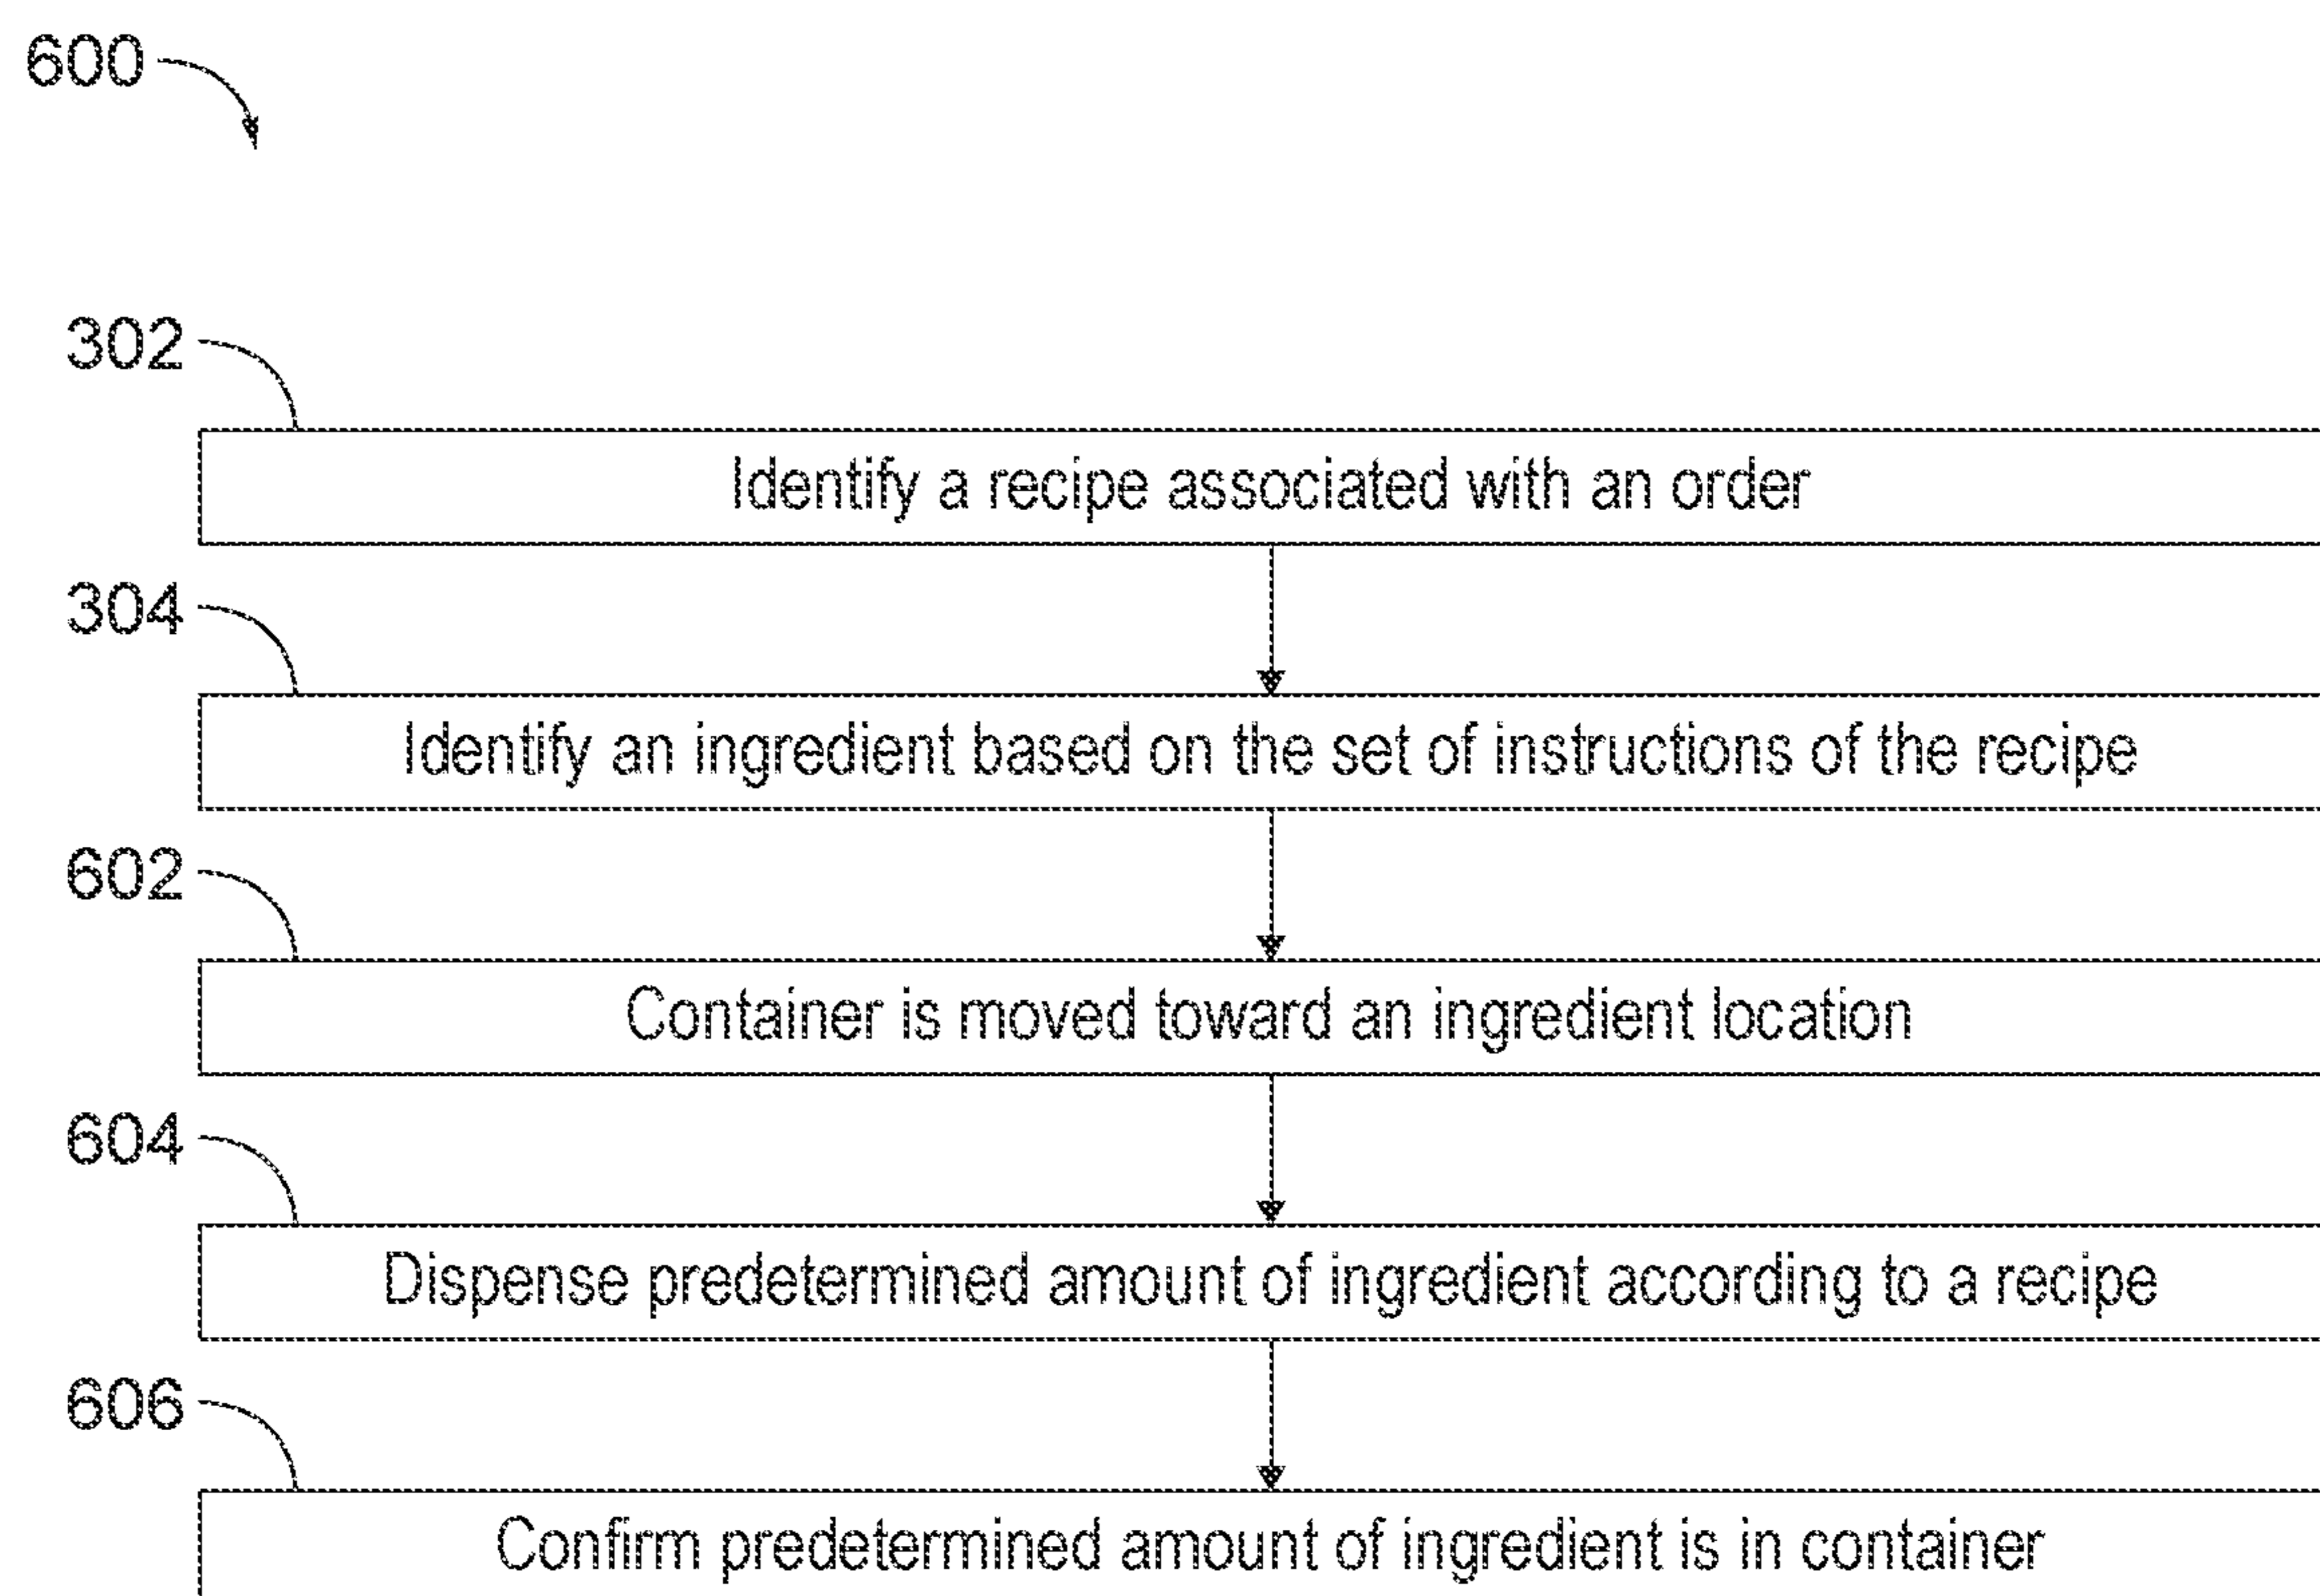 600
302
Identify a recipe associated with an order
304
Identify an ingredient based on the set of instructions of the recipe
602
Container is moved toward an ingredient location
604
Dispense predetermined amount of ingredient according to a recipe
606
Confirm predetermined amount of ingredient is in container